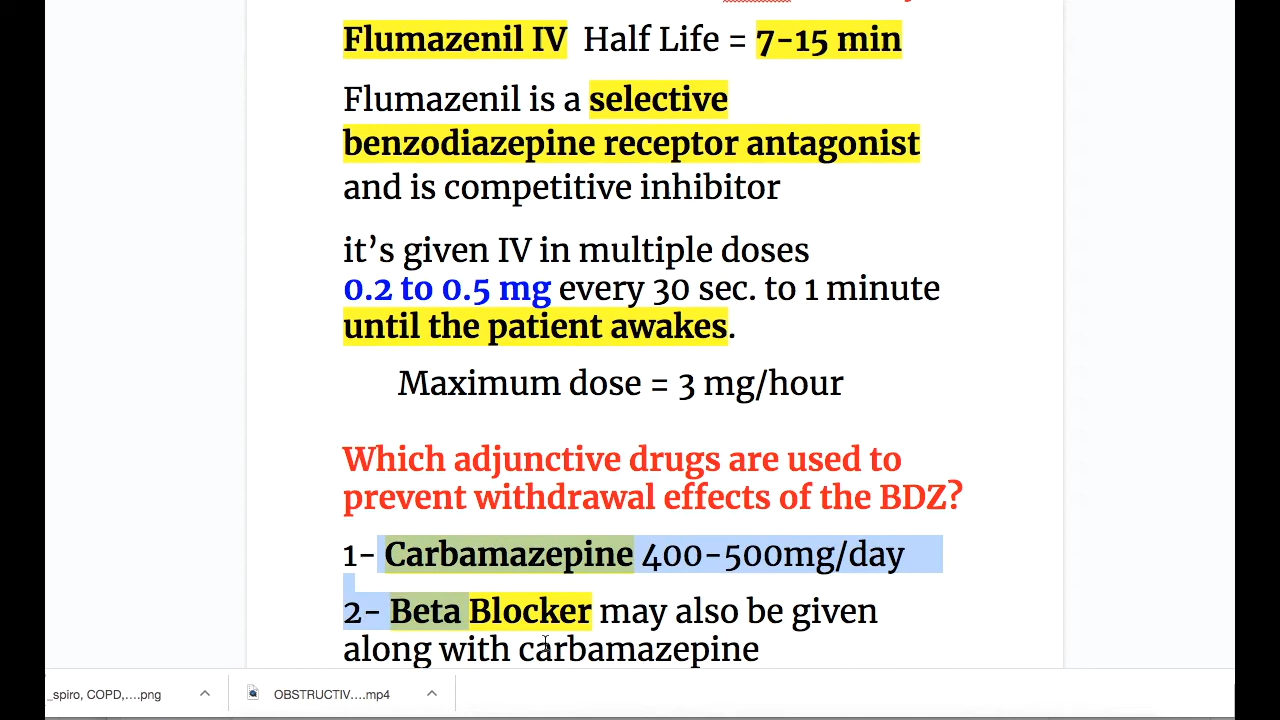 Flumazenil IV Half Life = 7-15 min
Flumazenil is a selective
benzodiazepine receptor antagonist
and is competitive inhibitor
it's given IV in multiple doses
0.2 to 0.5 mg every 30 sec. to 1 minute
until the patient awakes.
Maximum dose = 3 mg/hour
Which adjunctive drugs are used to
prevent withdrawal effects of the BDZ?
1- Carbamazepine 400-500mg/day
2- Beta Blocker may also be given
along with carbamazepine
_spiro, COPD,....png
OBSTRUCTIV....mp4